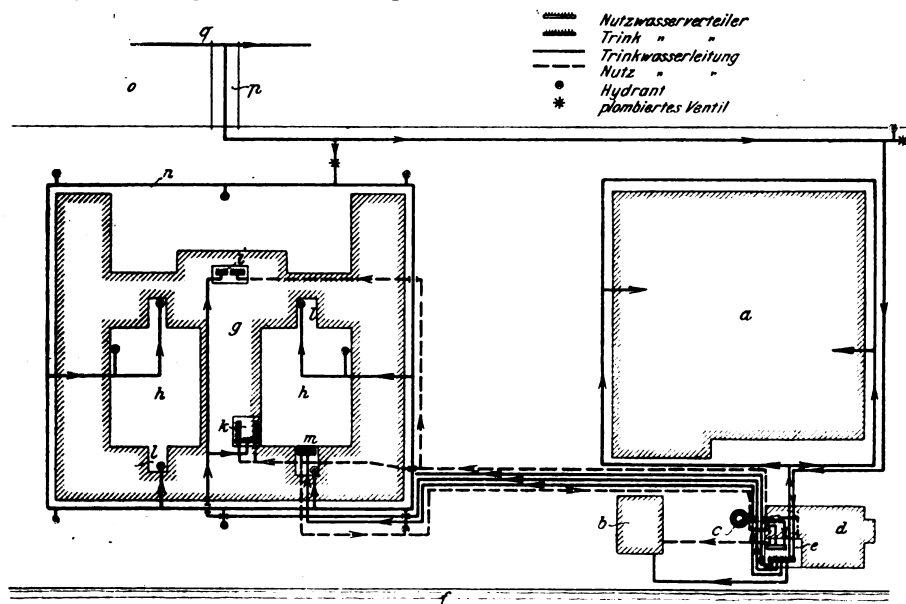 Nutzwasserverteiler
Trink " "
Trinkwasserleitung
Nutz " "
Hydrant
plombiertes Ventil
q
o
p
n
i
l
g
a
h
h
k
m
l
b
c
d
e
f